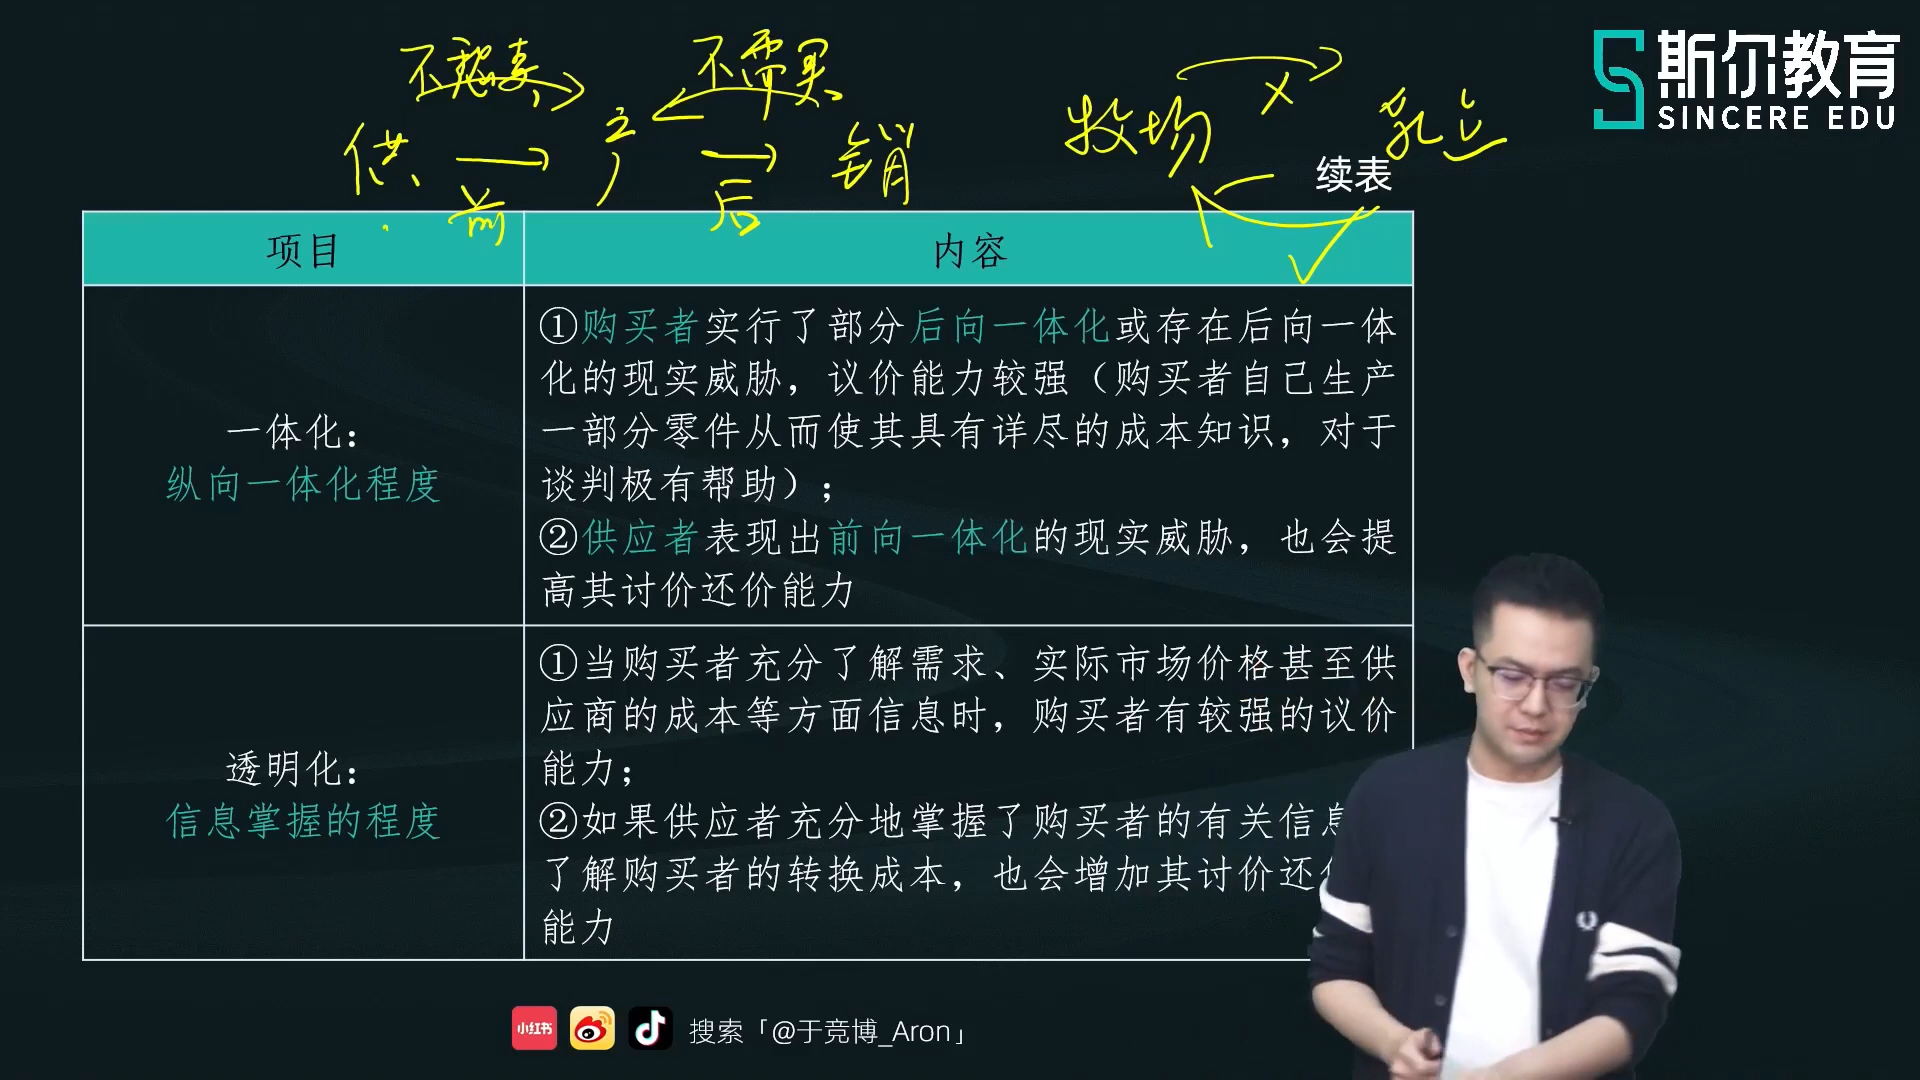 不想卖
不需买
供 → 产 → 销
前
后
牧场
×
斯尔教育
SINCERE EDU
续表
项目
内容
一体化：
纵向一体化程度
①购买者实行了部分后向一体化或存在后向一体
化的现实威胁，议价能力较强（购买者自己生产
一部分零件从而使其具有详尽的成本知识，对于
谈判极有帮助）；
②供应者表现出前向一体化的现实威胁，也会提
高其讨价还价能力
透明化：
信息掌握的程度
①当购买者充分了解需求、实际市场价格甚至供
应商的成本等方面信息时，购买者有较强的议价
能力；
②如果供应者充分地掌握了购买者的有关信息
了解购买者的转换成本，也会增加其讨价还
能力
小红书
搜索「@于竞博_Aron」